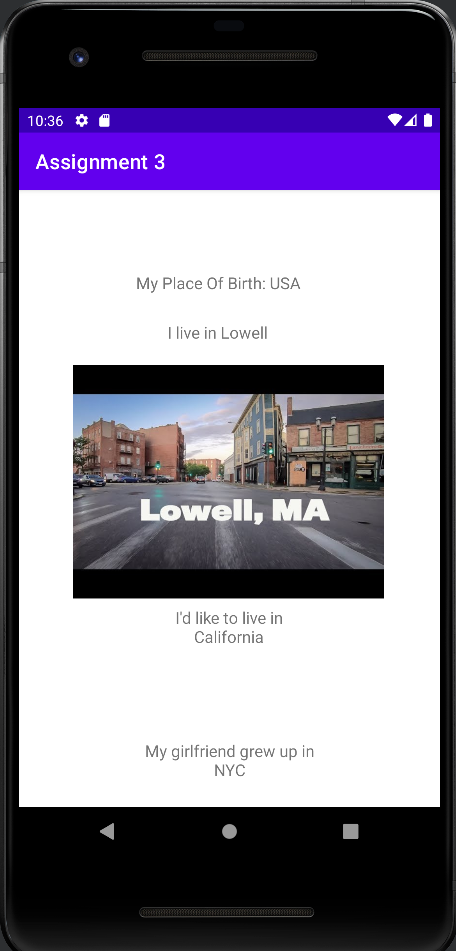 10:36
Assignment 3
My Place Of Birth: USA
I live in Lowell
Lowell, MA
I'd like to live in
California
My girlfriend grew up in
NYC